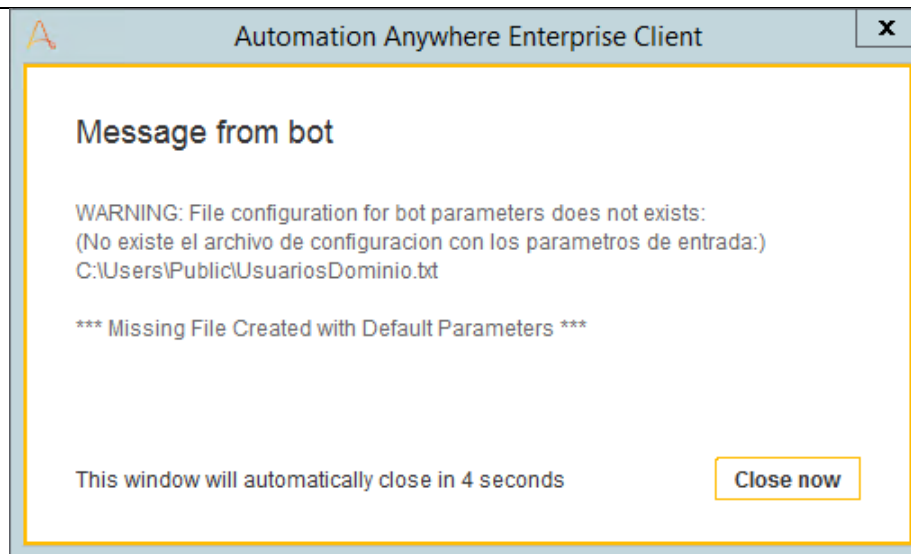 Automation Anywhere Enterprise Client
x
Message from bot
WARNING: File configuration for bot parameters does not exists:
(No existe el archivo de configuracion con los parametros de entrada:)
C:\Users\Public\UsuariosDominio.txt
*** Missing File Created with Default Parameters ***
This window will automatically close in 4 seconds
Close now